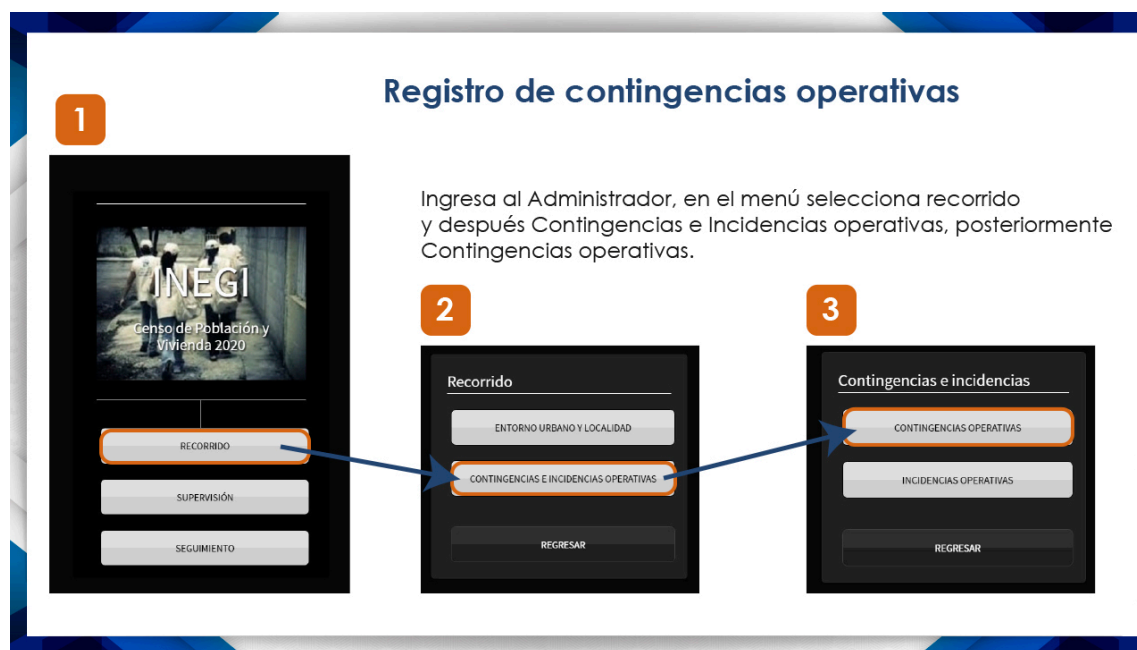 Registro de contingencias operativas
1
INEGI
Censo de Población y
Vivienda 2020
RECORRIDO
SUPERVISIÓN
SEGUIMIENTO
Ingresa al Administrador, en el menú selecciona recorrido
y después Contingencias e Incidencias operativas, posteriormente
Contingencias operativas.
2
Recorrido
ENTORNO URBANO Y LOCALIDAD
CONTINGENCIAS E INCIDENCIAS OPERATIVAS
REGRESAR
3
Contingencias e incidencias
CONTINGENCIAS OPERATIVAS
INCIDENCIAS OPERATIVAS
REGRESAR